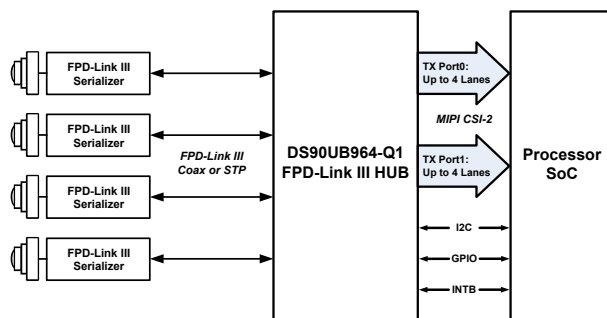 FPD-Link III
Serializer
FPD-Link III
Serializer
FPD-Link III
Serializer
FPD-Link III
Serializer
FPD-Link III
Coax or STP
DS90UB964-Q1
FPD-Link III HUB
TX Port0:
Up to 4 Lanes
MIPI CSI-2
TX Port1:
Up to 4 Lanes
I2C
GPIO
INTB
Processor
SoC